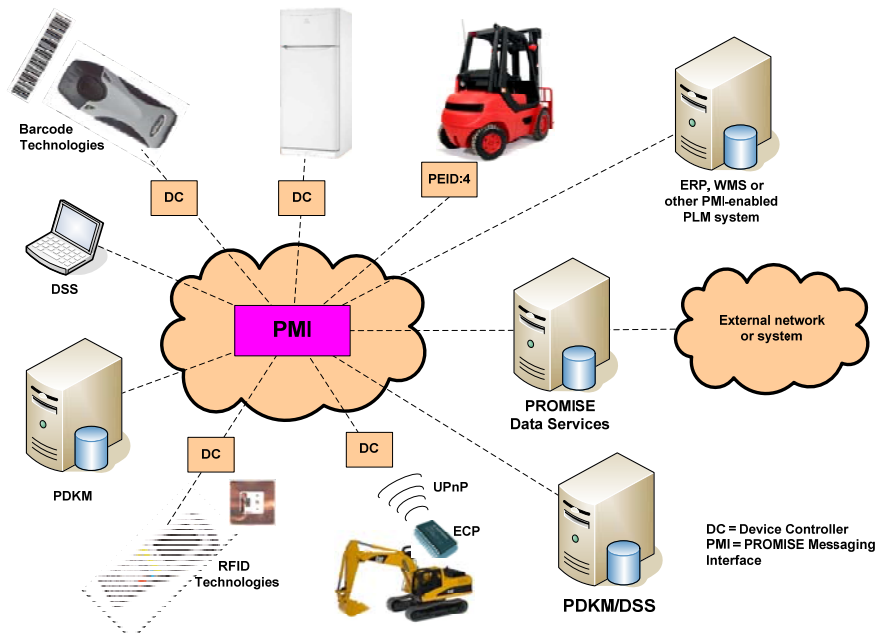 Barcode
Technologies
DC
DC
PEID:4
ERP, WMS or
other PMI-enabled
PLM system
DSS
PMI
External network
or system
PROMISE
Data Services
PDKM
DC
DC
UPnP
ECP
RFID
Technologies
DC = Device Controller
PMI = PROMISE Messaging
Interface
PDKM/DSS